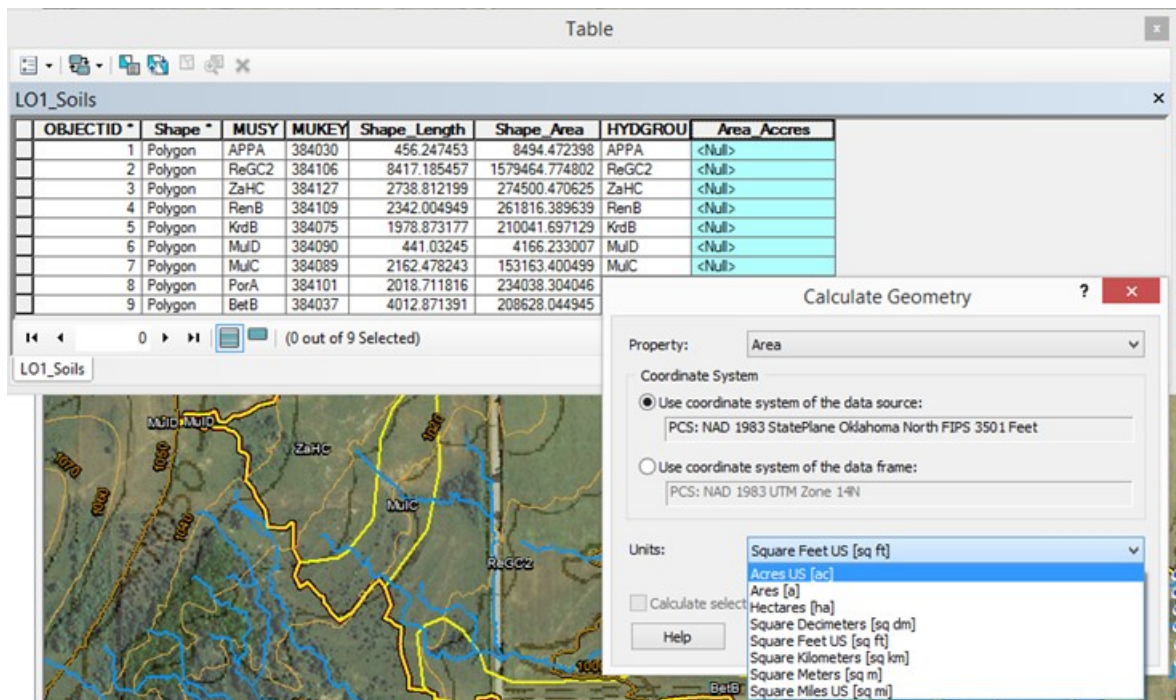 Table
LO1_Soils
OBJECTID * Shape * MUSY MUKEY Shape_Length Shape_Area HYDGROU Area_Accres
1 Polygon APPA 384030 456.247453 8494.472398 APPA <Null>
2 Polygon ReGC2 384106 8417.185457 1579464.774802 ReGC2 <Null>
3 Polygon ZaHC 384127 2738.812199 274500.470625 ZaHC <Null>
4 Polygon RenB 384109 2342.004949 261816.389639 RenB <Null>
5 Polygon KrdB 384075 1978.873177 210041.697129 KrdB <Null>
6 Polygon MulD 384090 441.03245 4166.233007 MulD <Null>
7 Polygon MulC 384089 2162.478243 153163.400499 MulC <Null>
8 Polygon PorA 384101 2018.711816 234038.304046
9 Polygon BetB 384037 4012.871391 208628.044945
0 (0 out of 9 Selected)
LO1_Soils
Calculate Geometry ?
Property: Area
Coordinate System
Use coordinate system of the data source:
PCS: NAD 1983 StatePlane Oklahoma North FIPS 3501 Feet
Use coordinate system of the data frame:
PCS: NAD 1983 UTM Zone 14N
Units: Square Feet US [sq ft]
Acres US [ac]
Ares [a]
Calculate select
Hectares [ha]
Square Decimeters [sq dm]
Help
Square Feet US [sq ft]
Square Kilometers [sq km]
Square Meters [sq m]
Square Miles US [sq mi]
MulD MulD
ZaHC
1070
1060
MulC
ReGC2
BetB